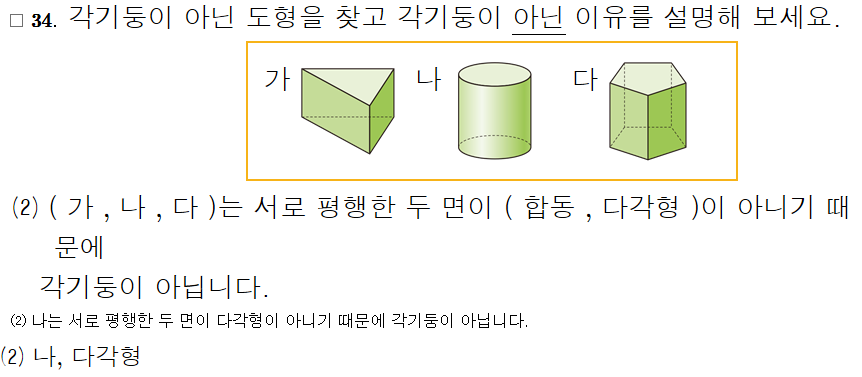 □ 34. 각기둥이 아닌 도형을 찾고 각기둥이 아닌 이유를 설명해 보세요.
가 나 다
(2) ( 가 , 나 , 다 )는 서로 평행한 두 면이 ( 합동 , 다각형 )이 아니기 때
문에
각기둥이 아닙니다.
(2) 나는 서로 평행한 두 면이 다각형이 아니기 때문에 각기둥이 아닙니다.
(2) 나, 다각형